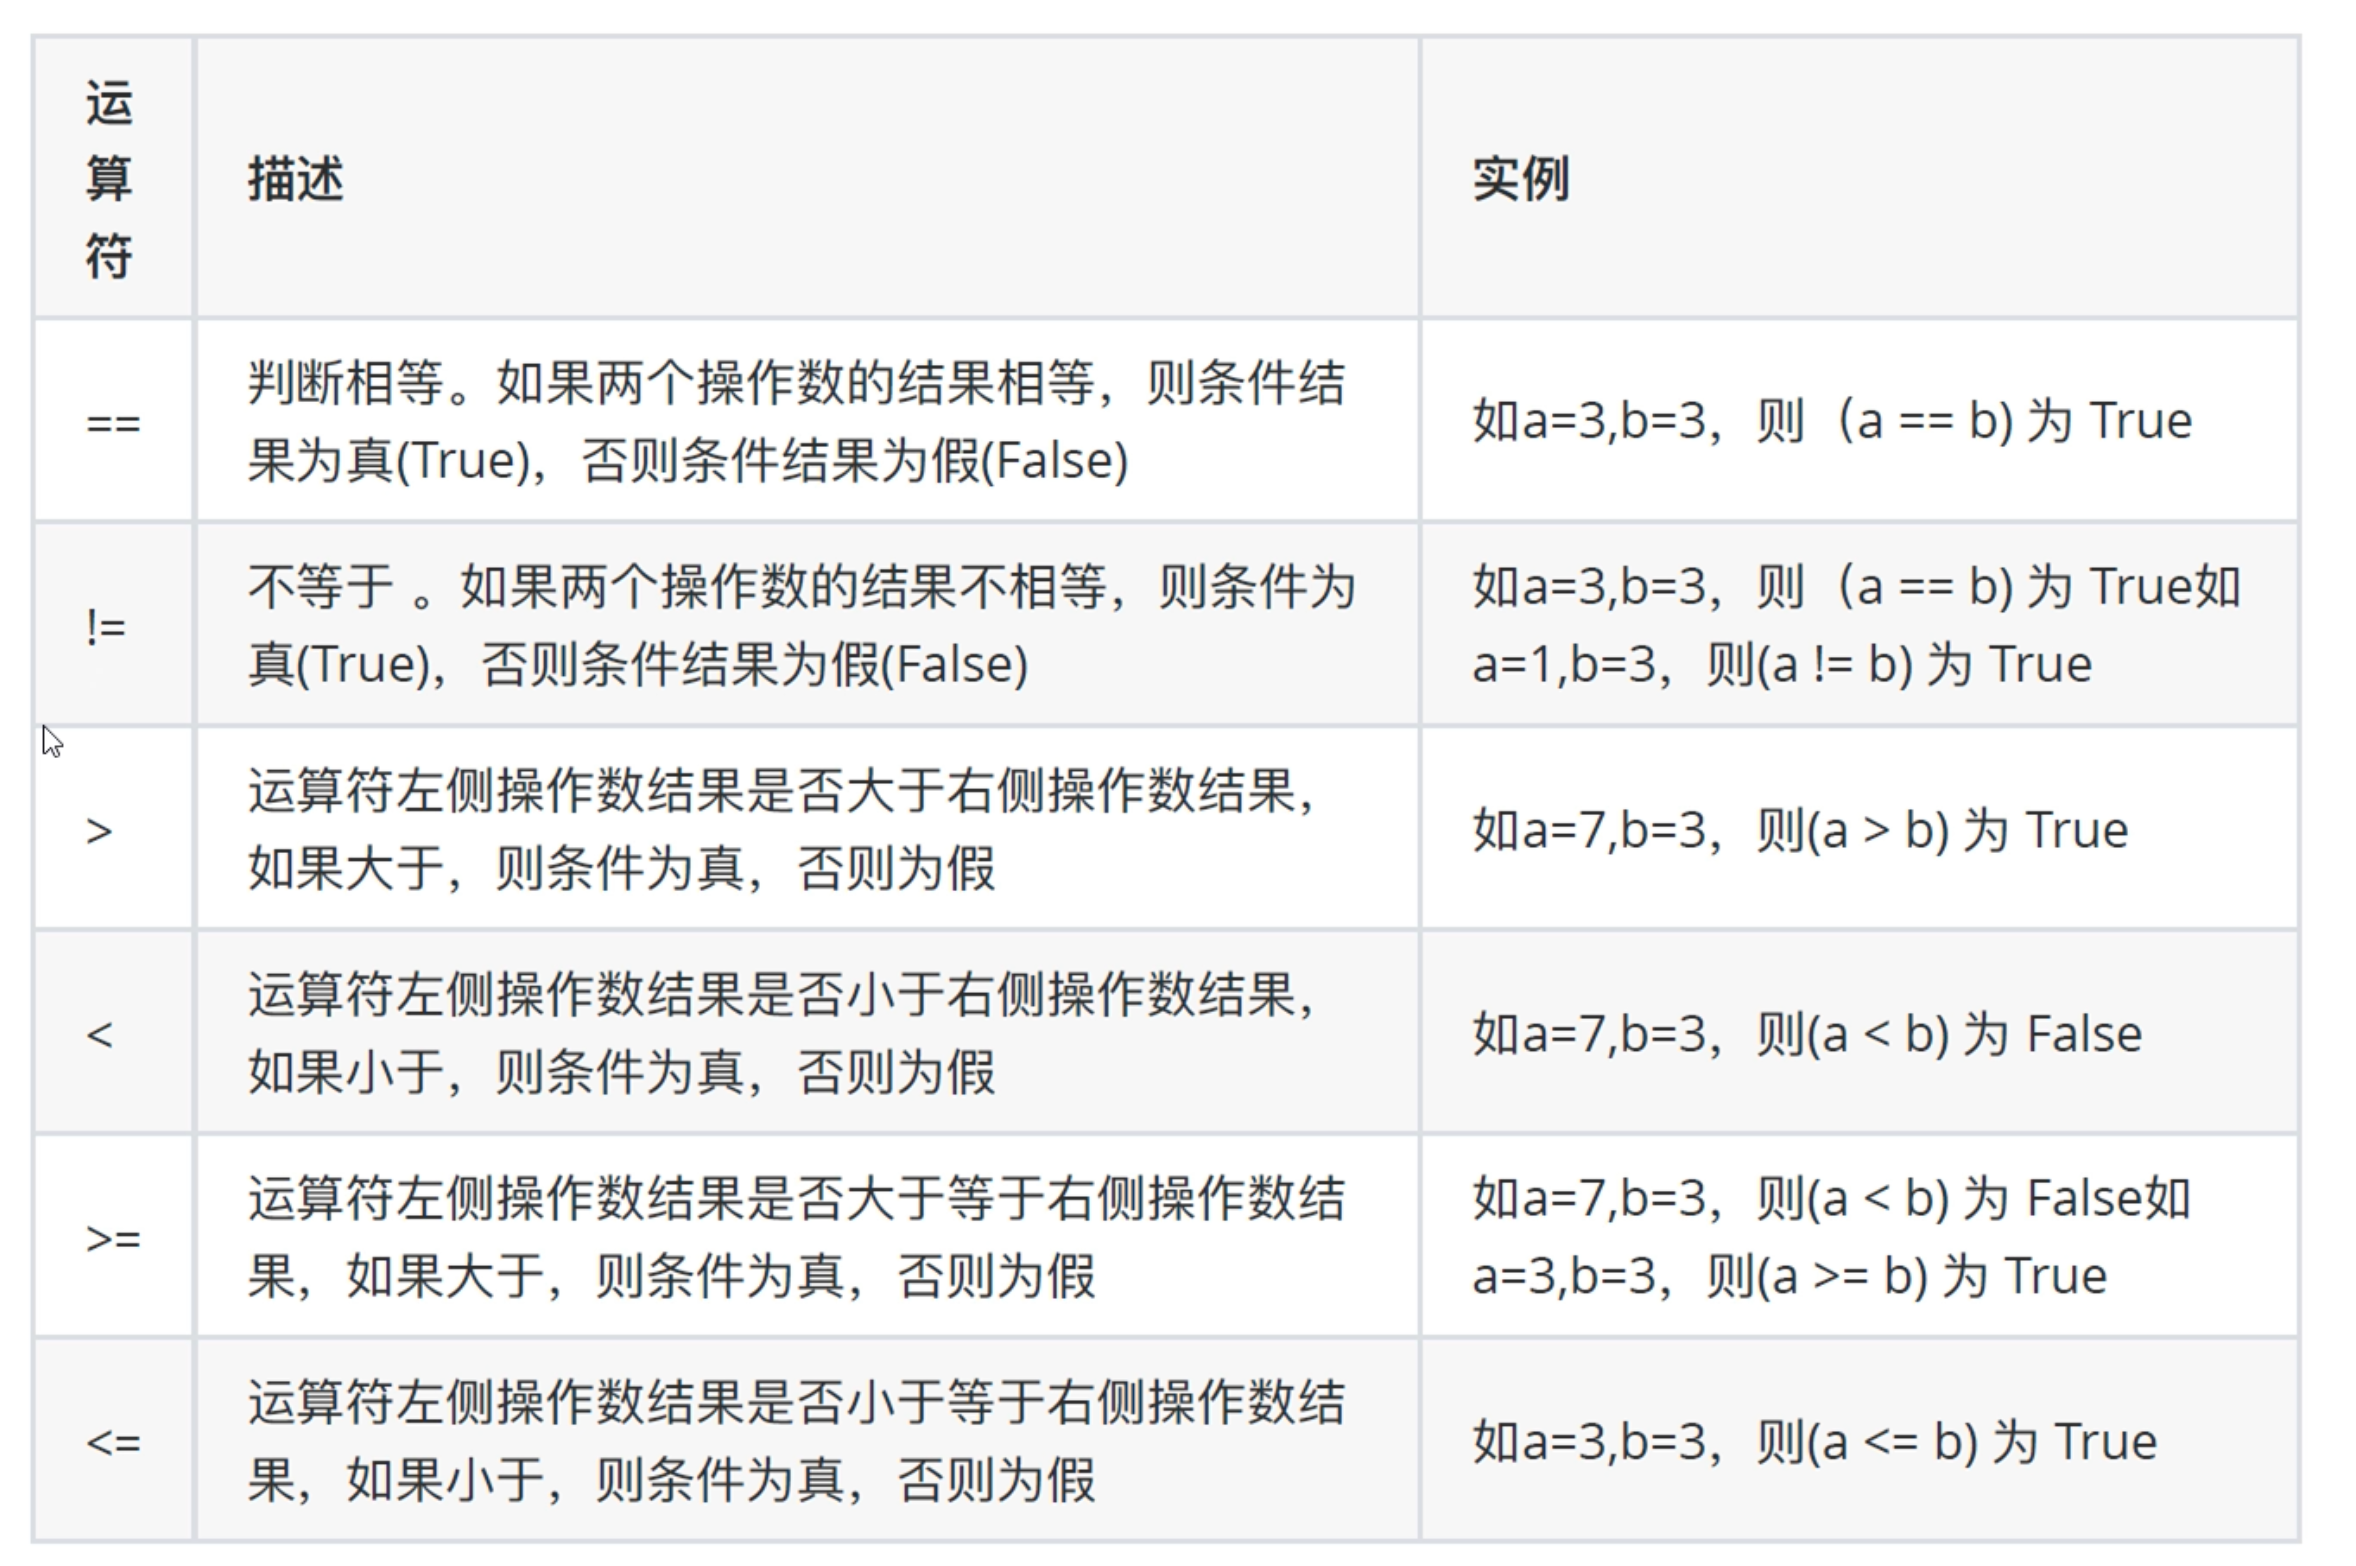 运
算
符
描述
实例
==
判断相等。如果两个操作数的结果相等，则条件结
果为真(True)，否则条件结果为假(False)
如a=3,b=3，则（a == b) 为 True
!=
不等于 。如果两个操作数的结果不相等，则条件为
真(True)，否则条件结果为假(False)
如a=3,b=3，则（a == b) 为 True如
a=1,b=3，则(a != b) 为 True
>
运算符左侧操作数结果是否大于右侧操作数结果，
如果大于，则条件为真，否则为假
如a=7,b=3，则(a > b) 为 True
<
运算符左侧操作数结果是否小于右侧操作数结果，
如果小于，则条件为真，否则为假
如a=7,b=3，则(a < b) 为 False
>=
运算符左侧操作数结果是否大于等于右侧操作数结
果，如果大于，则条件为真，否则为假
如a=7,b=3，则(a < b) 为 False如
a=3,b=3，则(a >= b) 为 True
<=
运算符左侧操作数结果是否小于等于右侧操作数结
果，如果小于，则条件为真，否则为假
如a=3,b=3，则(a <= b) 为 True